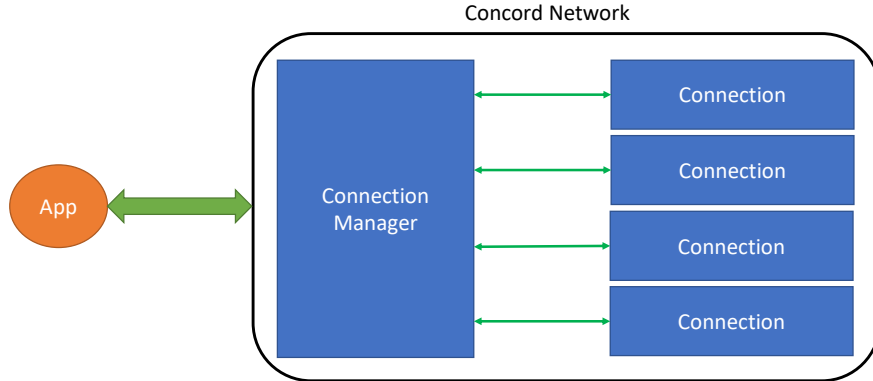 Concord Network
App
Connection
Manager
Connection
Connection
Connection
Connection